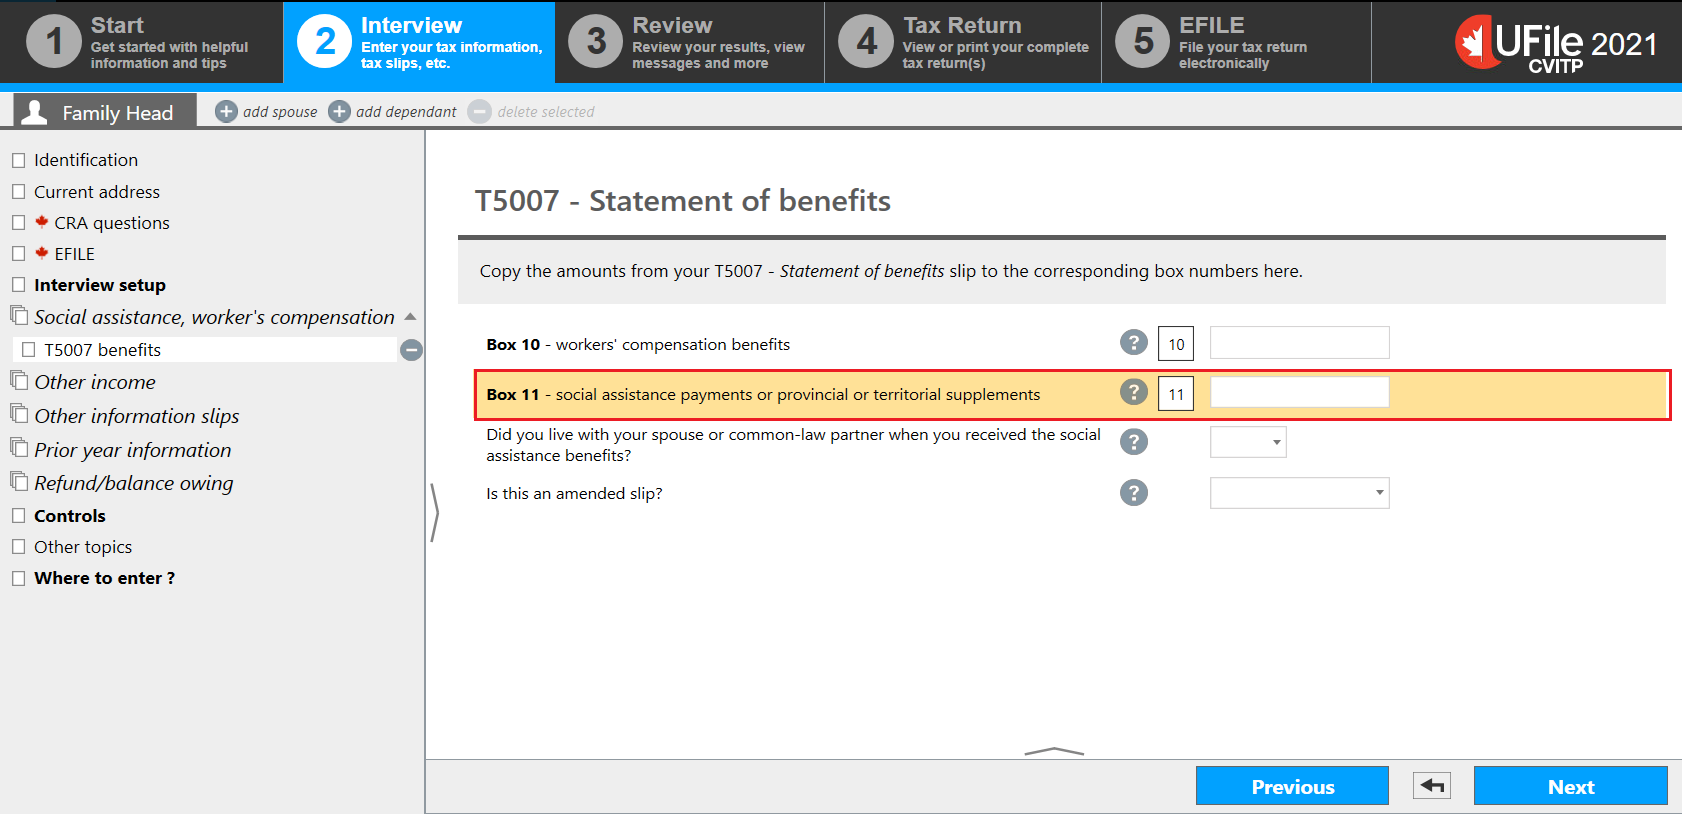 1
Start
Get started with helpful
information and tips
2
Interview
Enter your tax information,
tax slips, etc.
3
Review
Review your results, view
messages and more
4
Tax Return
View or print your complete
tax return(s)
5
EFILE
File your tax return
electronically
UFile 2021
CVITP
Family Head
add spouse
add dependant
delete selected
Identification
Current address
CRA questions
EFILE
Interview setup
Social assistance, worker's compensation
T5007 benefits
Other income
Other information slips
Prior year information
Refund/balance owing
Controls
Other topics
Where to enter ?
T5007 - Statement of benefits
Copy the amounts from your T5007 - Statement of benefits slip to the corresponding box numbers here.
Box 10 - workers' compensation benefits ? 10
Box 11 - social assistance payments or provincial or territorial supplements ? 11
Did you live with your spouse or common-law partner when you received the social
assistance benefits? ?
Is this an amended slip? ?
Previous
Next